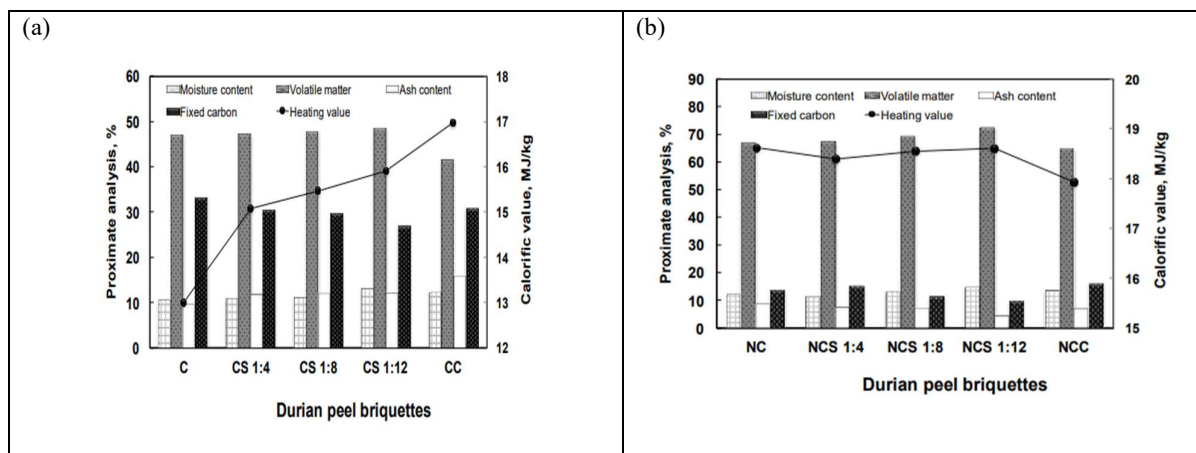 (a)
60
50
40
30
20
10
0
Proximate analysis, %
Moisture content
Volatile matter
Ash content
Fixed carbon
Heating value
18
17
16
15
14
13
12
Calorific value, MJ/kg
C
CS 1:4
CS 1:8
CS 1:12
CC
Durian peel briquettes
(b)
90
80
70
60
50
40
30
20
10
0
Proximate analysis, %
Moisture content
Volatile matter
Ash content
Fixed carbon
Heating value
20
19
18
17
16
15
Calorific value, MJ/kg
NC
NCS 1:4
NCS 1:8
NCS 1:12
NCC
Durian peel briquettes